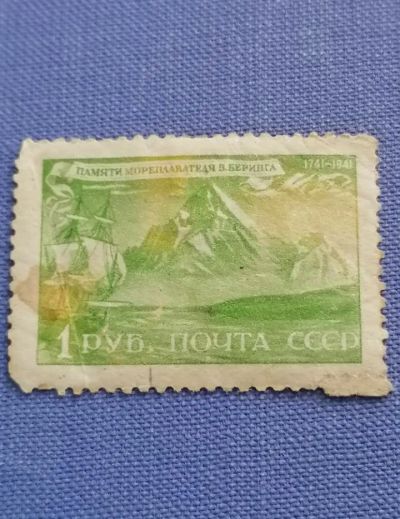 ПАМЯТИ МОРЕПЛАВАТЕЛЯ В. БЕРИНГА
1741-1941
1 РУБ. ПОЧТА СССР